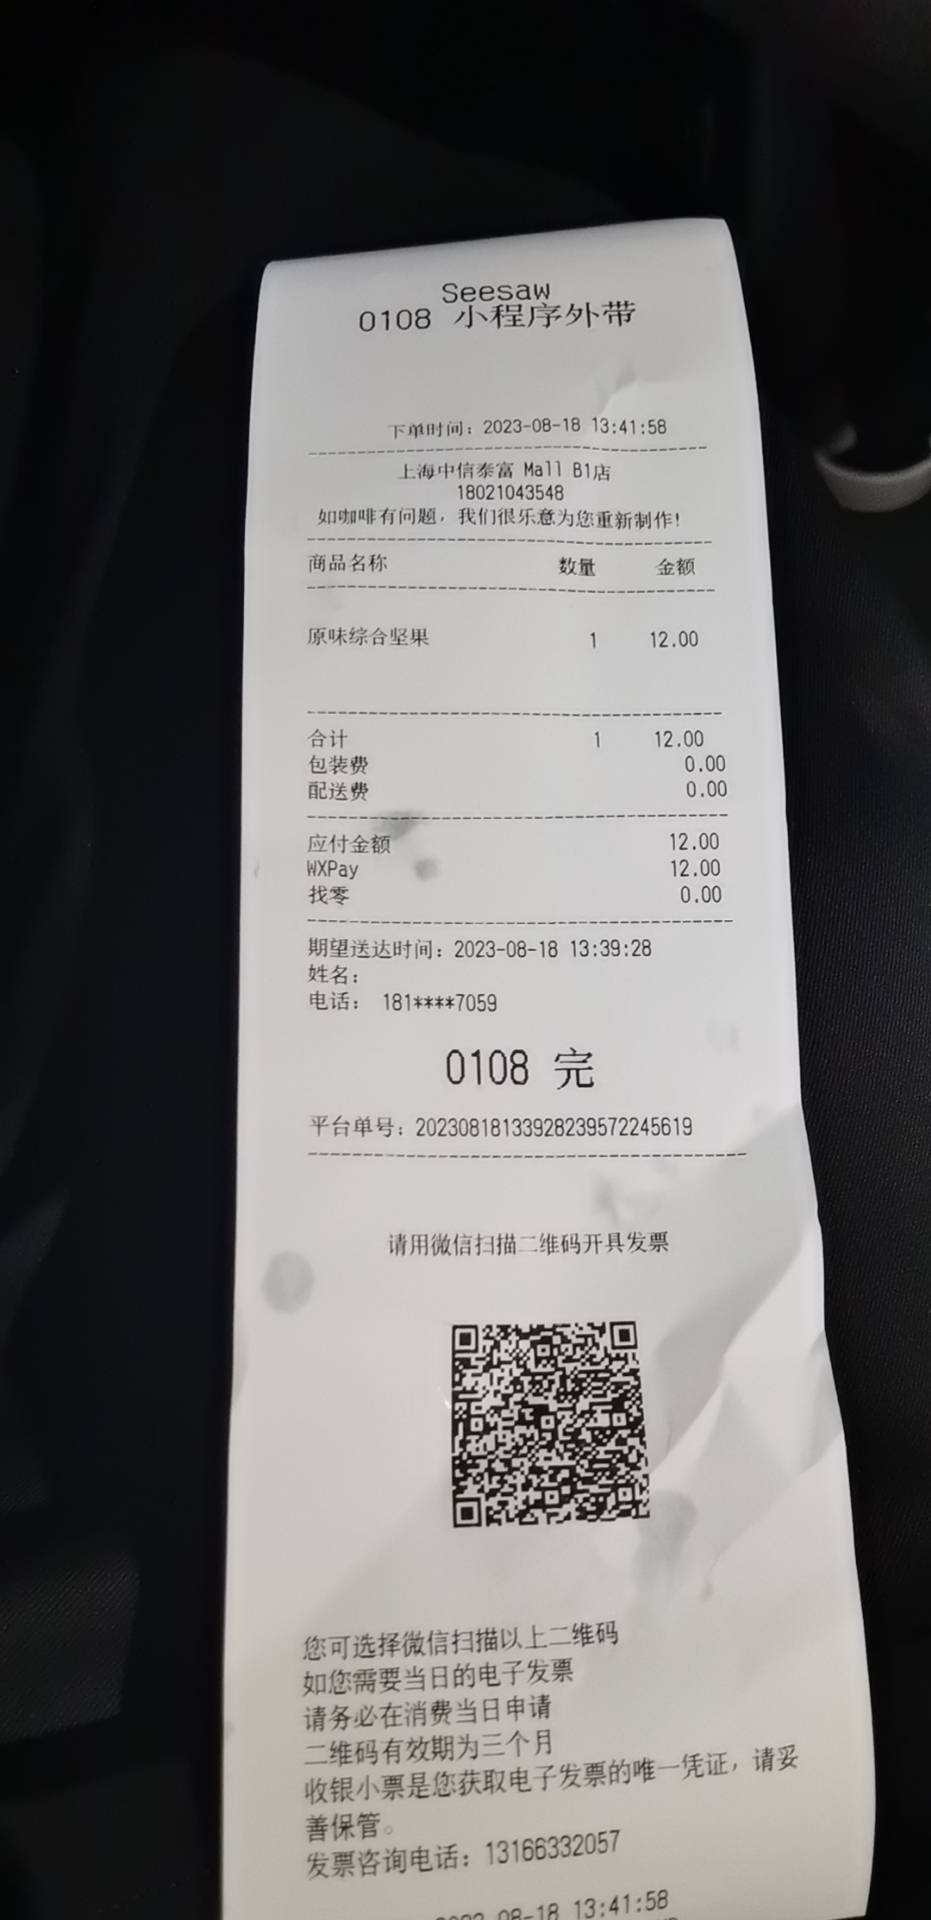 Seesaw
0108 小程序外带
下单时间：2023-08-18 13:41:58
上海中信泰富 Mall B1店
18021043548
如咖啡有问题，我们很乐意为您重新制作！
商品名称 数量 金额
原味综合坚果 1 12.00
合计 1 12.00
包装费 0.00
配送费 0.00
应付金额 12.00
WXPay 12.00
找零 0.00
期望送达时间：2023-08-18 13:39:28
姓名：
电话： 181****7059
0108 完
平台单号：20230818133928239572245619
请用微信扫描二维码开具发票
您可选择微信扫描以上二维码
如您需要当日的电子发票
请务必在消费当日申请
二维码有效期为三个月
收银小票是您获取电子发票的唯一凭证，请妥
善保管。
发票咨询电话：13166332057
2023-08-18 13:41:58